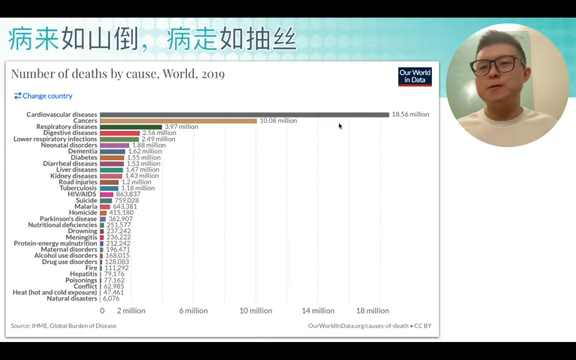 病来如山倒，病走如抽丝
Number of deaths by cause, World, 2019
Our World
in Data
Change country
Cardiovascular diseases 18.56 million
Cancers 10.08 million
Respiratory diseases 3.97 million
Digestive diseases 2.56 million
Lower respiratory infections 2.49 million
Neonatal disorders 1.88 million
Dementia 1.62 million
Diabetes 1.55 million
Diarrheal diseases 1.53 million
Liver diseases 1.47 million
Kidney diseases 1.43 million
Road injuries 1.2 million
Tuberculosis 1.18 million
HIV/AIDS 863,837
Suicide 759,028
Malaria 643,381
Homicide 415,180
Parkinson's disease 362,907
Nutritional deficiencies 251,577
Drowning 237,242
Meningitis 236,222
Protein-energy malnutrition 212,242
Maternal disorders 196,471
Alcohol use disorders 168,015
Drug use disorders 128,083
Fire 111,292
Hepatitis 79,176
Poisonings 77,162
Conflict 62,985
Heat (hot and cold exposure) 47,461
Natural disasters 6,076
0 2 million 6 million 10 million 14 million 18 million
Source: IHME, Global Burden of Disease
OurWorldInData.org/causes-of-death • CC BY